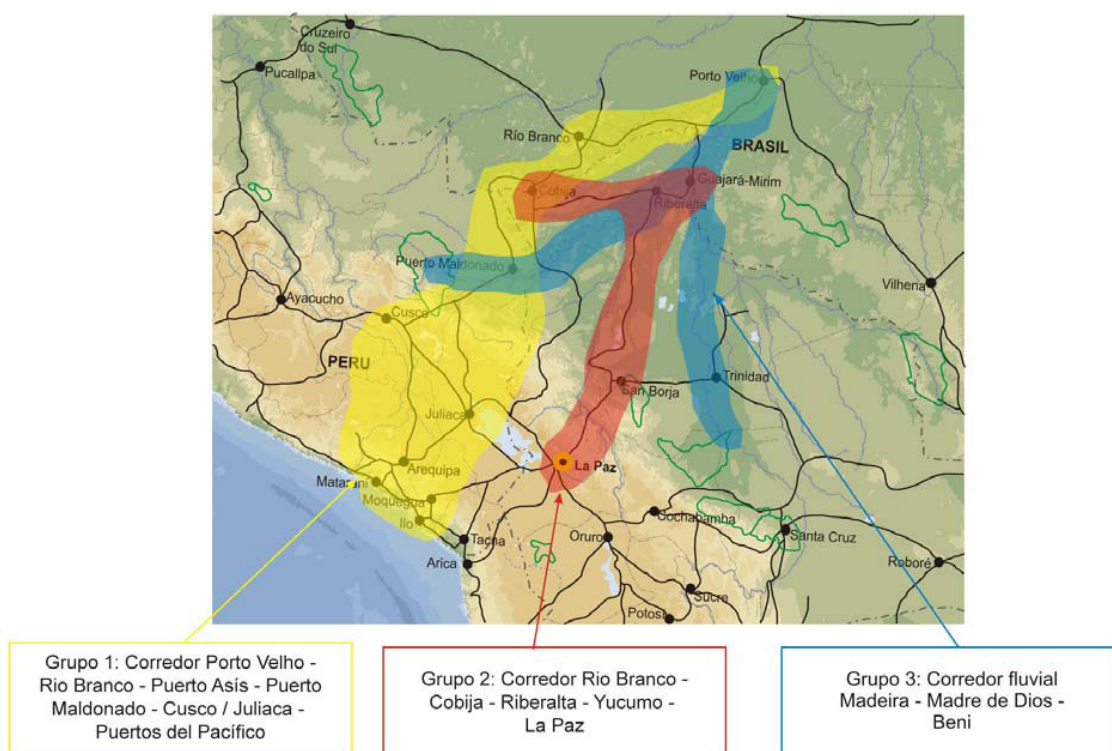 Cruzeiro
do Sul
Pucallpa
Porto Velho
Río Branco
BRASIL
Cobija
Guajará-Mirim
Riberalta
Puerto Maldonado
Ayacucho
Vilhena
Cusco
PERU
Trinidad
San Borja
Juliaca
Arequipa
La Paz
Matarani
Moquegua
Ilo
Cochabamba
Tacna
Oruro
Santa Cruz
Arica
Roboré
Sucre
Potosí
Grupo 1: Corredor Porto Velho -
Rio Branco - Puerto Asís - Puerto
Maldonado - Cusco / Juliaca -
Puertos del Pacífico
Grupo 2: Corredor Rio Branco -
Cobija - Riberalta - Yucumo -
La Paz
Grupo 3: Corredor fluvial
Madeira - Madre de Dios -
Beni